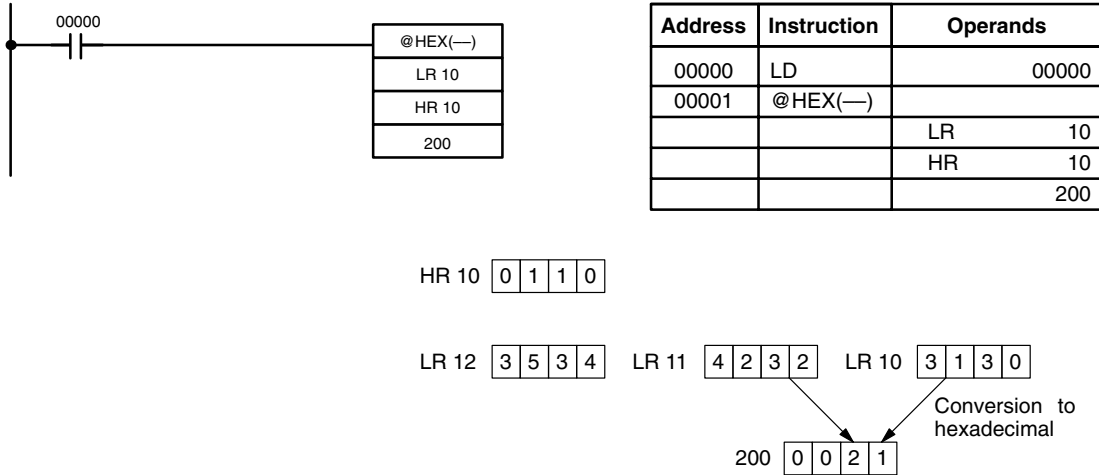 00000
@HEX(––)
LR 10
HR 10
200
Address Instruction Operands
00000 LD 00000
00001 @HEX(––)
LR 10
HR 10
200
HR 10 0 1 1 0
LR 12 3 5 3 4 LR 11 4 2 3 2 LR 10 3 1 3 0
Conversion to
hexadecimal
200 0 0 2 1